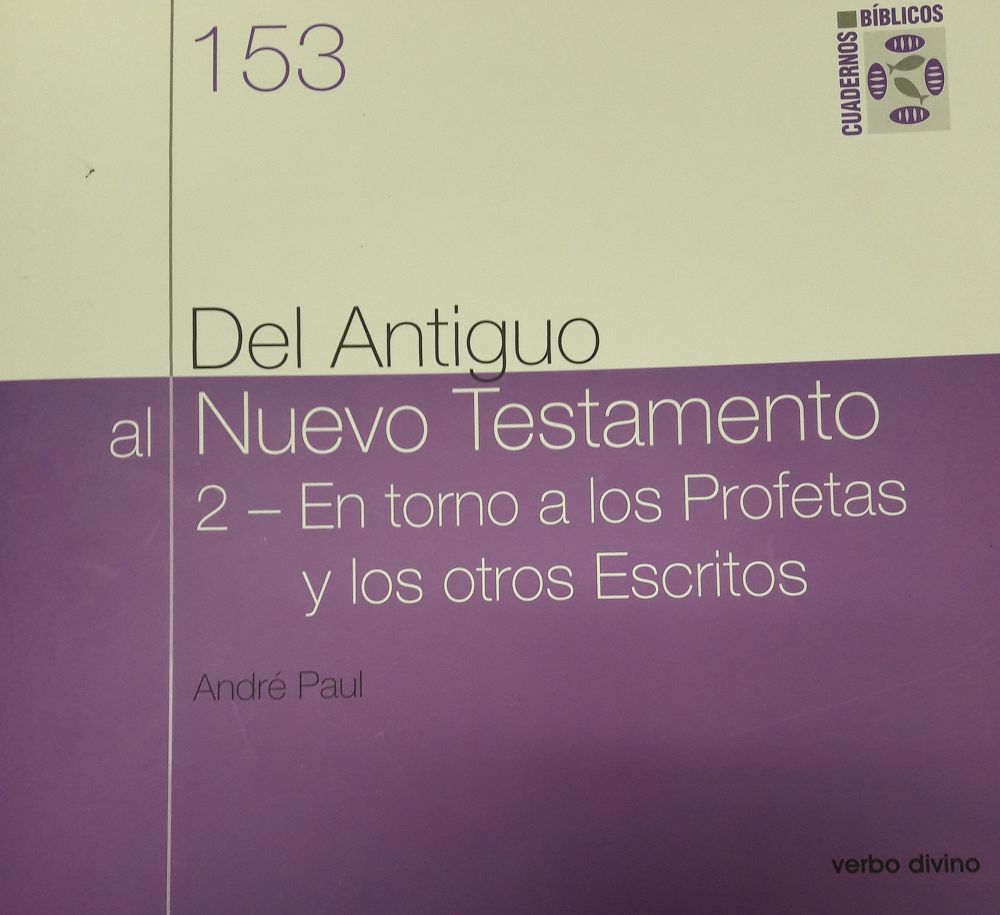 153
CUADERNOS BÍBLICOS
Del Antiguo
al Nuevo Testamento
2 – En torno a los Profetas
y los otros Escritos
André Paul
verbo divino